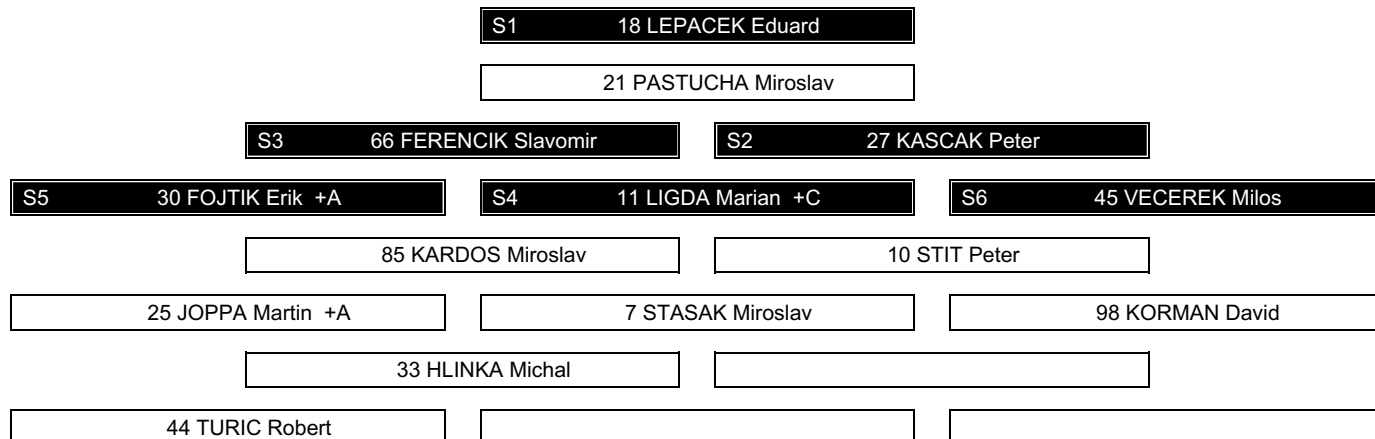 S1 18 LEPACEK Eduard
21 PASTUCHA Miroslav
S3 66 FERENCIK Slavomir S2 27 KASCAK Peter
S5 30 FOJTIK Erik +A S4 11 LIGDA Marian +C S6 45 VECEREK Milos
85 KARDOS Miroslav 10 STIT Peter
25 JOPPA Martin +A 7 STASAK Miroslav 98 KORMAN David
33 HLINKA Michal
44 TURIC Robert